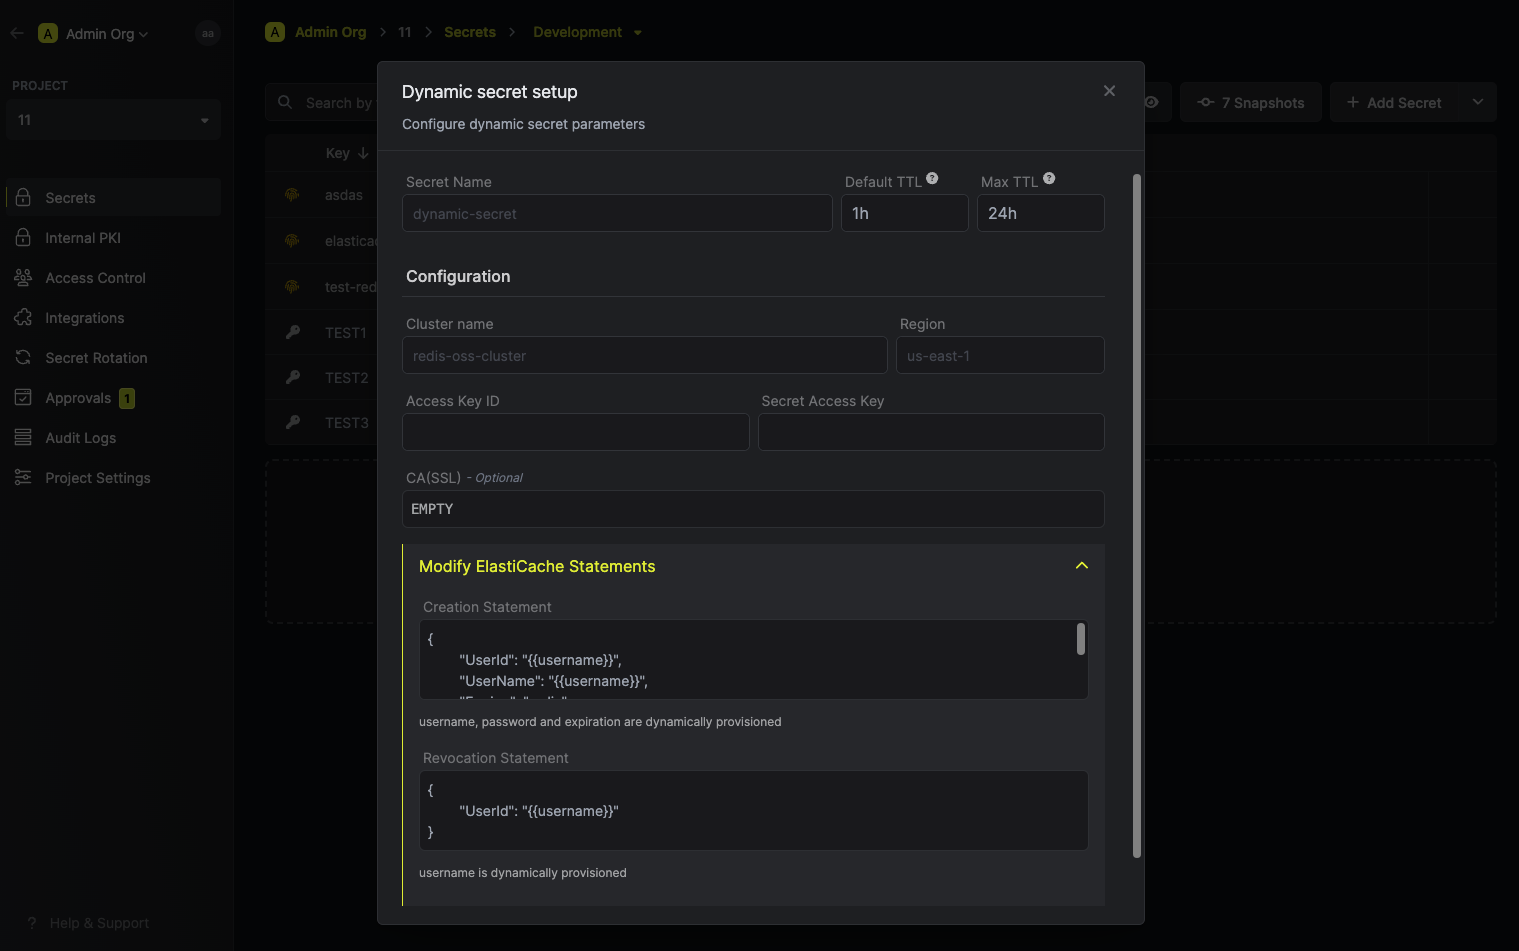 A Admin Org
aa
A Admin Org > 11 > Secrets > Development
PROJECT
11
Secrets
Internal PKI
Access Control
Integrations
Secret Rotation
Approvals 1
Audit Logs
Project Settings
? Help & Support
Search by
7 Snapshots
+ Add Secret
Key
asdas
TEST1
TEST2
TEST3
Dynamic secret setup
Configure dynamic secret parameters
Secret Name
Default TTL ?
Max TTL ?
dynamic-secret
1h
24h
Configuration
Cluster name
Region
redis-oss-cluster
us-east-1
Access Key ID
Secret Access Key
CA(SSL) - Optional
EMPTY
Modify ElastiCache Statements
Creation Statement
{
"UserId": "{{username}}",
"UserName": "{{username}}",
username, password and expiration are dynamically provisioned
Revocation Statement
{
"UserId": "{{username}}"
}
username is dynamically provisioned